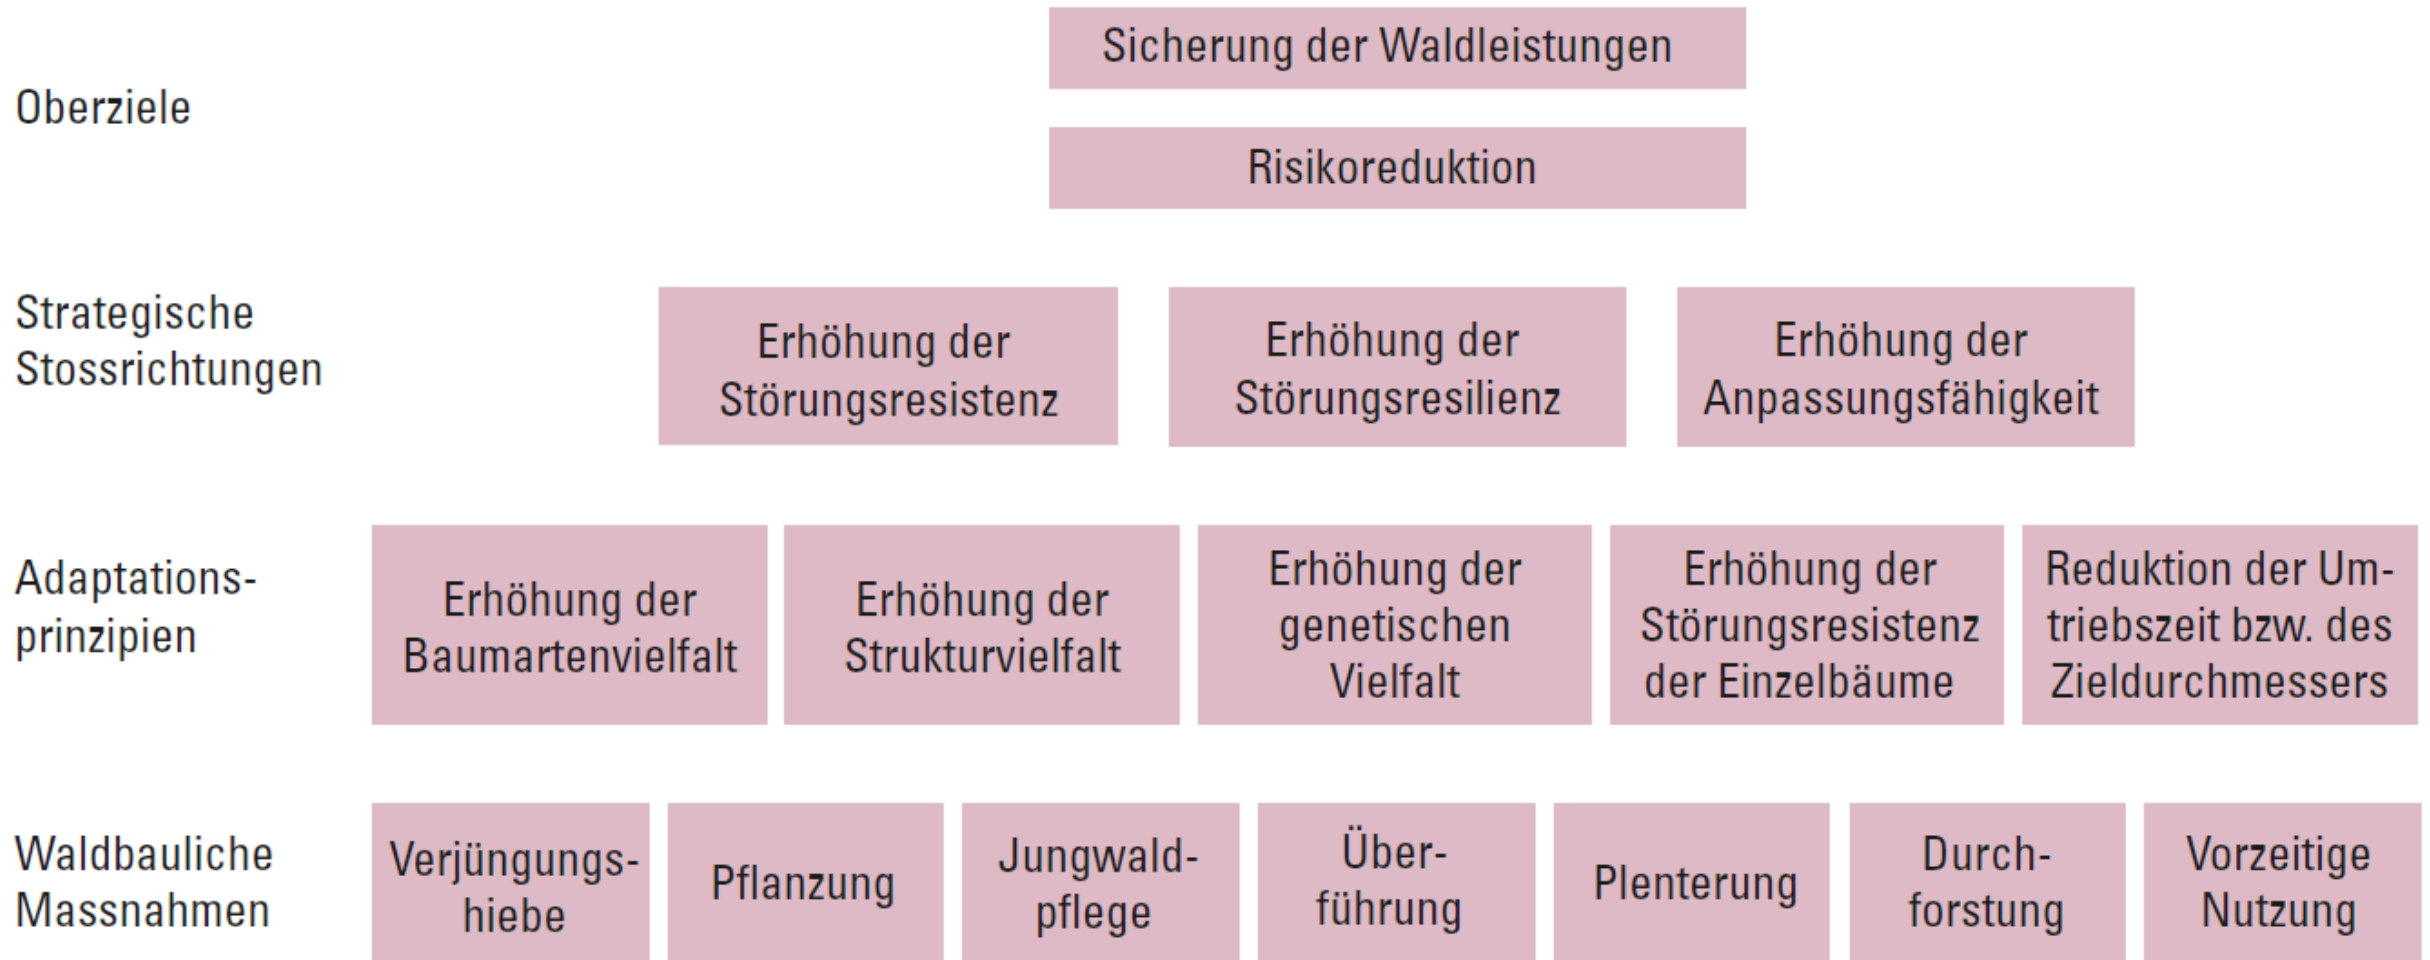 Oberziele
Sicherung der Waldleistungen
Risikoreduktion
Strategische
Stossrichtungen
Erhöhung der
Störungsresistenz
Erhöhung der
Störungsresilienz
Erhöhung der
Anpassungsfähigkeit
Adaptations-
prinzipien
Erhöhung der
Baumartenvielfalt
Erhöhung der
Strukturvielfalt
Erhöhung der
genetischen
Vielfalt
Erhöhung der
Störungsresistenz
der Einzelbäume
Reduktion der Um-
triebszeit bzw. des
Zieldurchmessers
Waldbauliche
Massnahmen
Verjüngungs-
hiebe
Pflanzung
Jungwald-
pflege
Über-
führung
Plenterung
Durch-
forstung
Vorzeitige
Nutzung